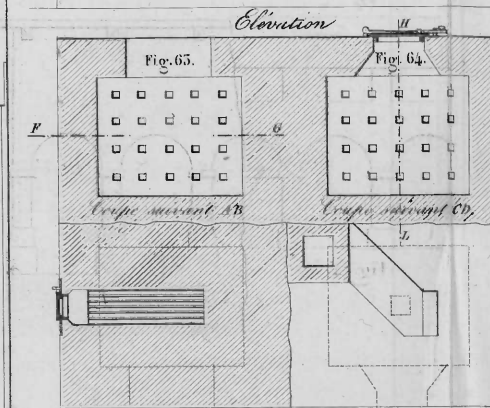 Elévation
H
Fig. 63.
Fig. 64.
F
G
Coupe suivant AB
Coupe suivant CD,
L